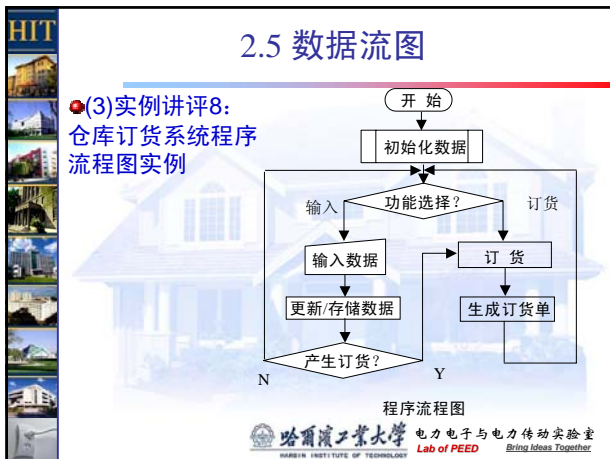 HIT
2.5 数据流图
(3)实例讲评8：
仓库订货系统程序
流程图实例
开 始
初始化数据
功能选择？
输入
订货
输入数据
订 货
更新/存储数据
生成订货单
产生订货？
N
Y
程序流程图
哈爾濱工業大學
HARBIN INSTITUTE OF TECHNOLOGY
电力电子与电力传动实验室
Lab of PEED
Bring Ideas Together